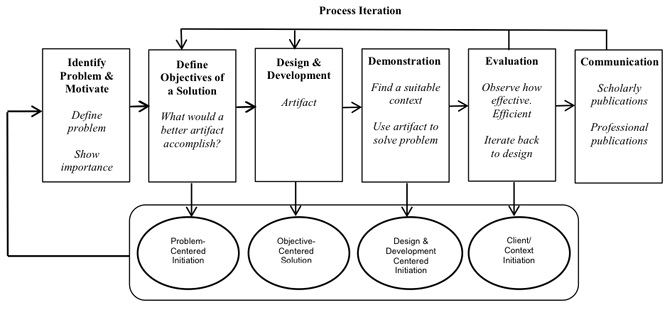 Process Iteration
Identify
Problem &
Motivate
Define
problem
Show
importance
Define
Objectives of
a Solution
What would a
better artifact
accomplish?
Design &
Development
Artifact
Demonstration
Find a suitable
context
Use artifact to
solve problem
Evaluation
Observe how
effective.
Efficient
Iterate back
to design
Communication
Scholarly
publications
Professional
publications
Problem-
Centered
Initiation
Objective-
Centered
Solution
Design &
Development
Centered
Initiation
Client/
Context
Initiation